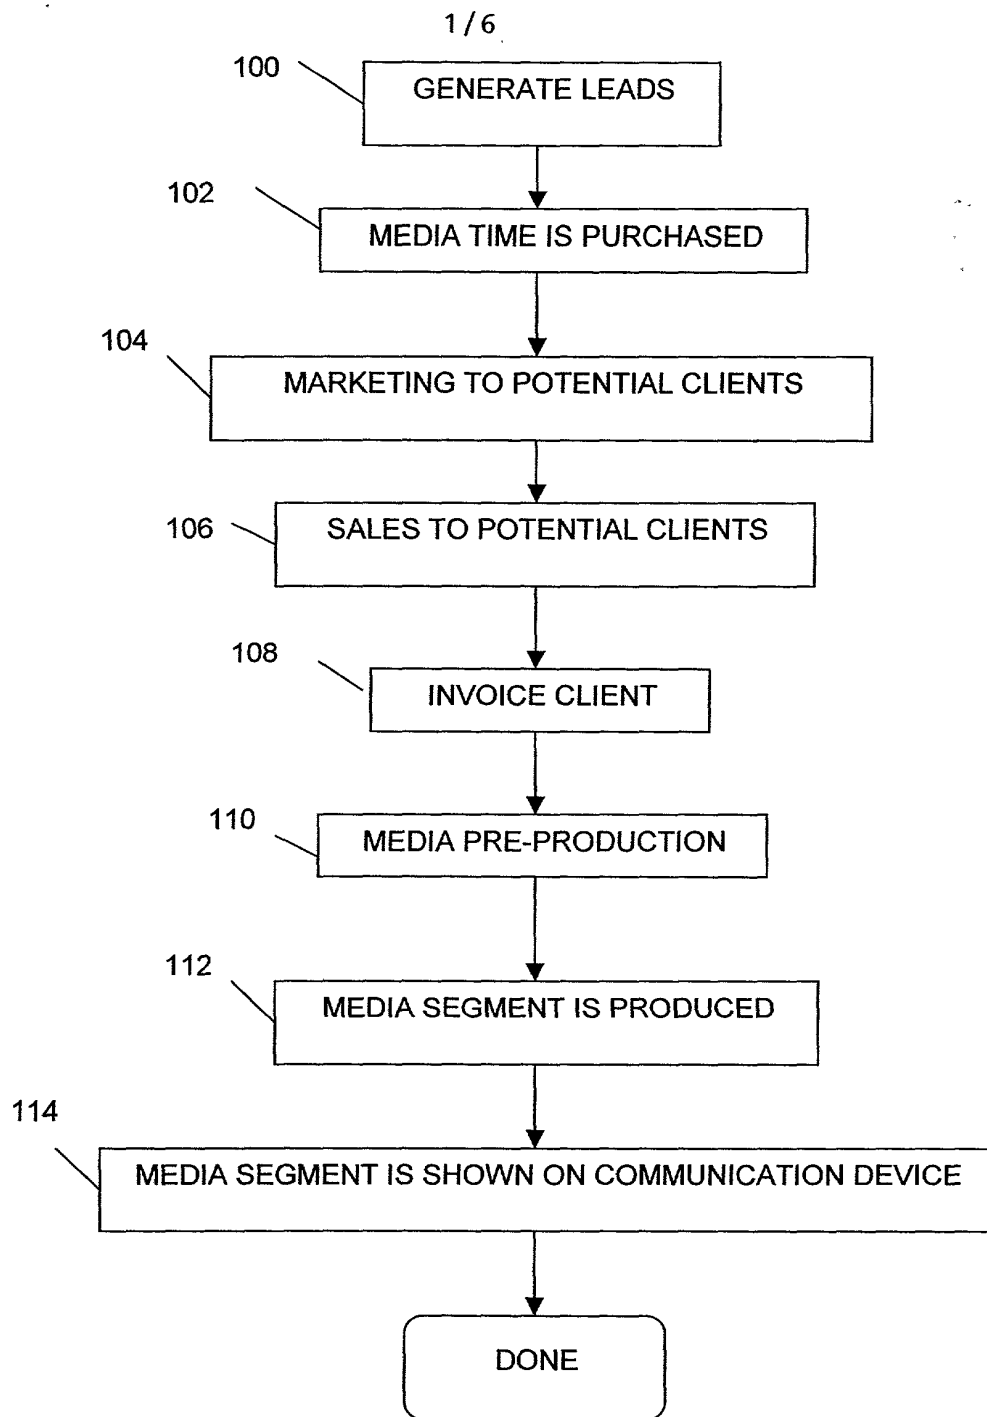 1/6
100
GENERATE LEADS
102
MEDIA TIME IS PURCHASED
104
MARKETING TO POTENTIAL CLIENTS
106
SALES TO POTENTIAL CLIENTS
108
INVOICE CLIENT
110
MEDIA PRE-PRODUCTION
112
MEDIA SEGMENT IS PRODUCED
114
MEDIA SEGMENT IS SHOWN ON COMMUNICATION DEVICE
DONE